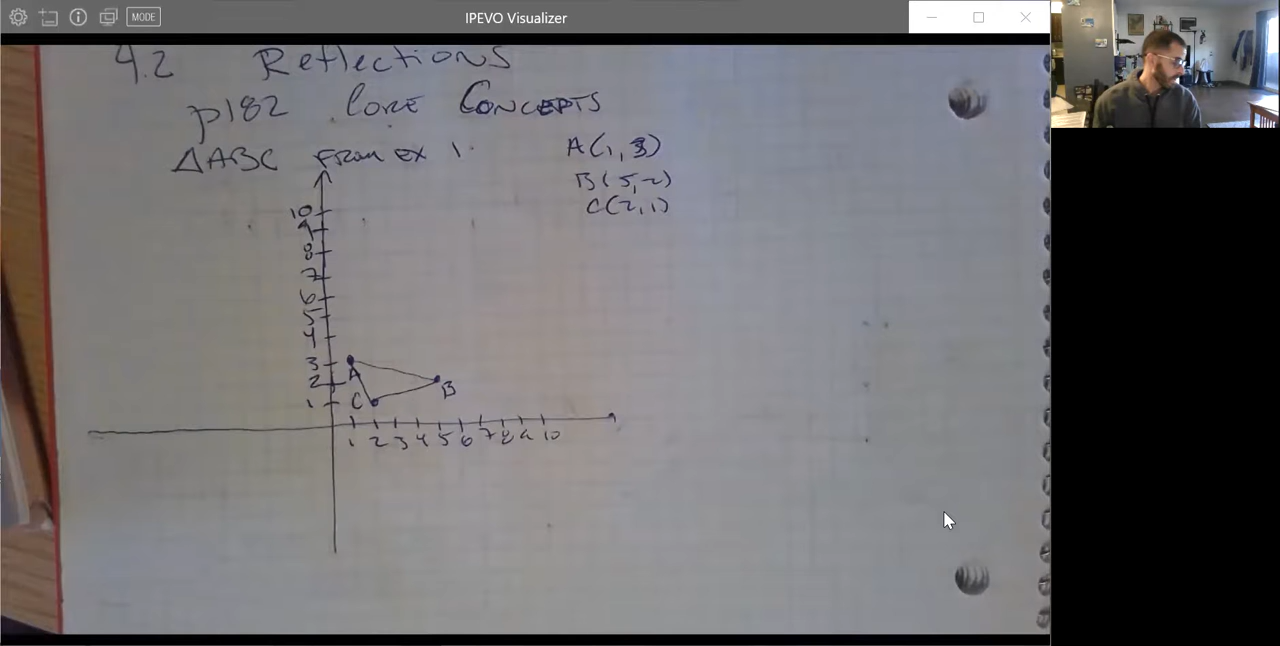 MODE
IPEVO Visualizer
4.2 Reflections
p182 Core Concepts
△ABC From Ex 1.
A(1, 3)
B(5, 2)
C(2, 1)
10
9
8
7
6
5
4
3
2
1
A
B
C
1 2 3 4 5 6 7 8 9 10